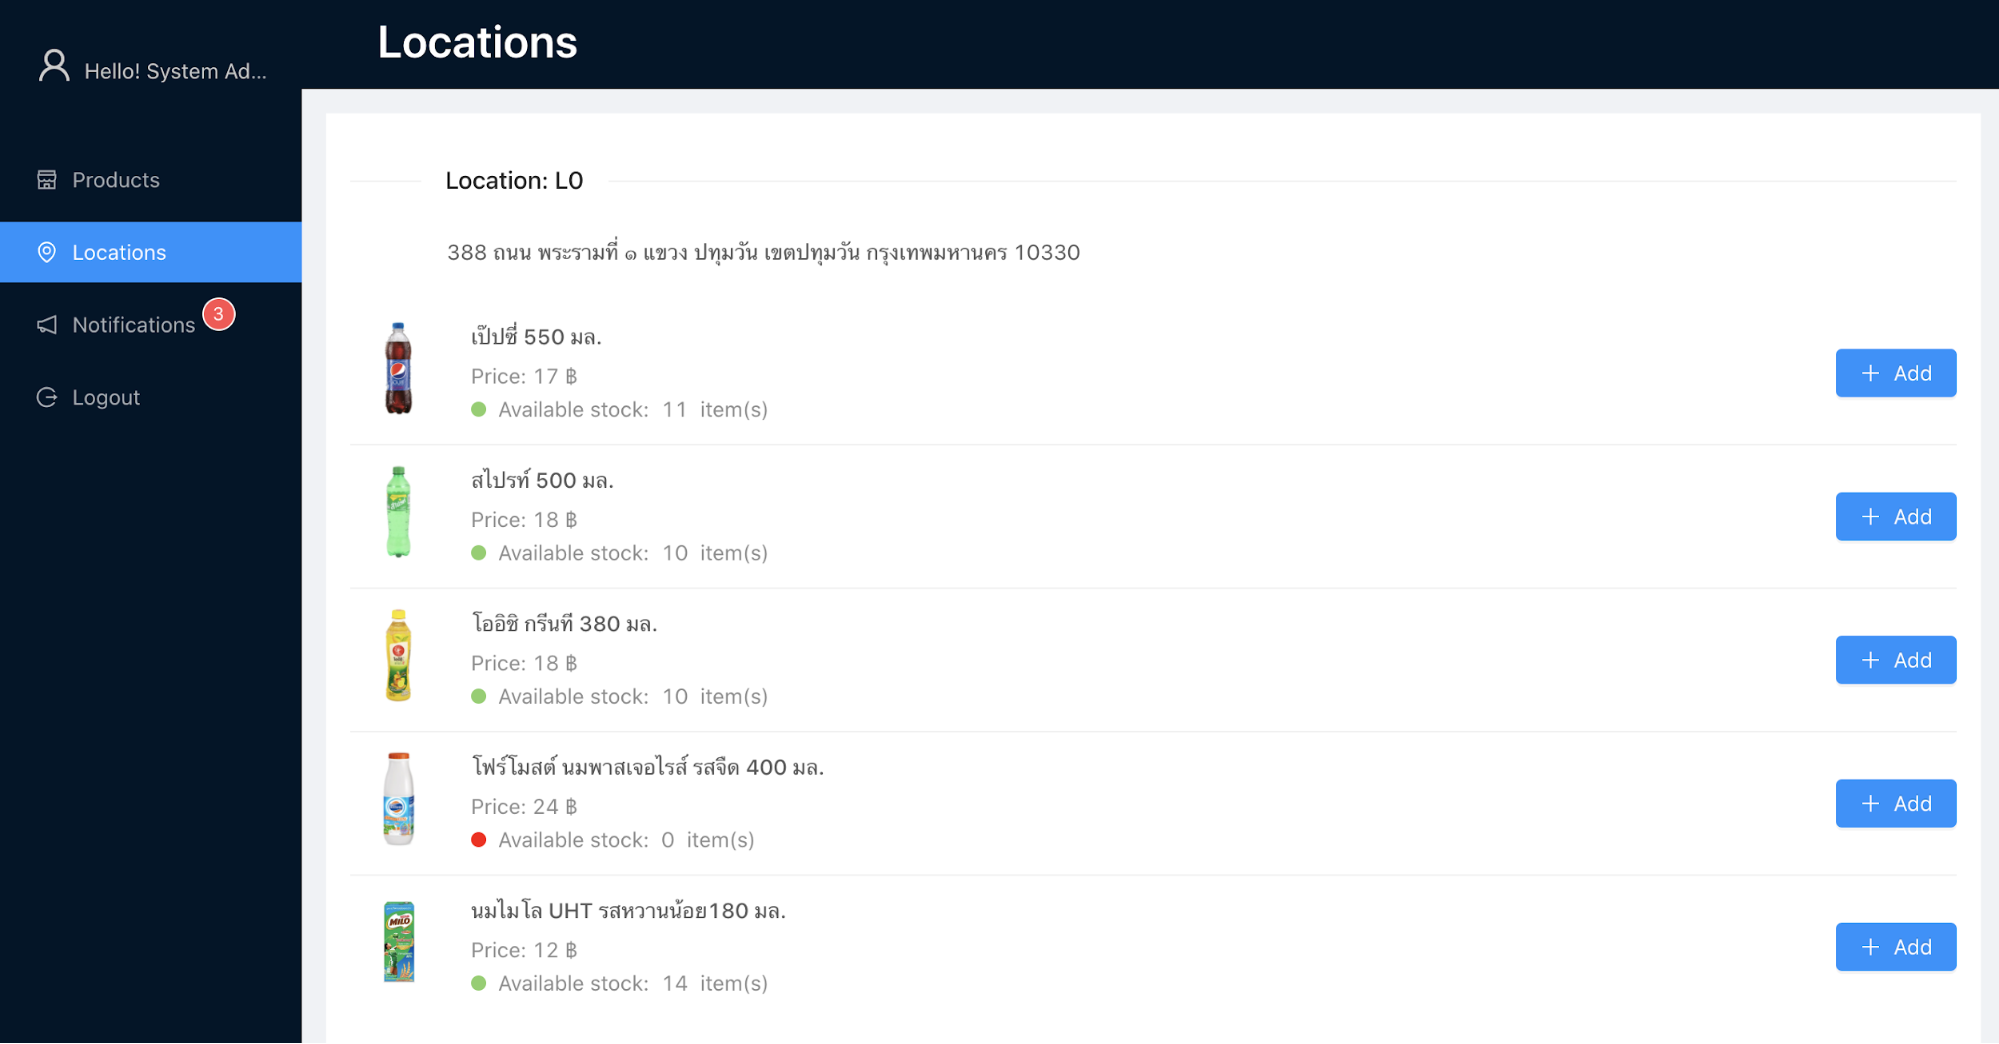 Locations
Hello! System Ad...
Products
Locations
Notifications 3
Logout
Location: L0
388 ถนน พระรามที่ ๑ แขวง ปทุมวัน เขตปทุมวัน กรุงเทพมหานคร 10330
เป๊ปซี่ 550 มล.
Price: 17 ฿
Available stock: 11 item(s)
Add
สไปรท์ 500 มล.
Price: 18 ฿
Available stock: 10 item(s)
Add
โออิชิ กรีนที 380 มล.
Price: 18 ฿
Available stock: 10 item(s)
Add
โฟร์โมสต์ นมพาสเจอไรส์ รสจืด 400 มล.
Price: 24 ฿
Available stock: 0 item(s)
Add
MILO
นมไมโล UHT รสหวานน้อย180 มล.
Price: 12 ฿
Available stock: 14 item(s)
Add